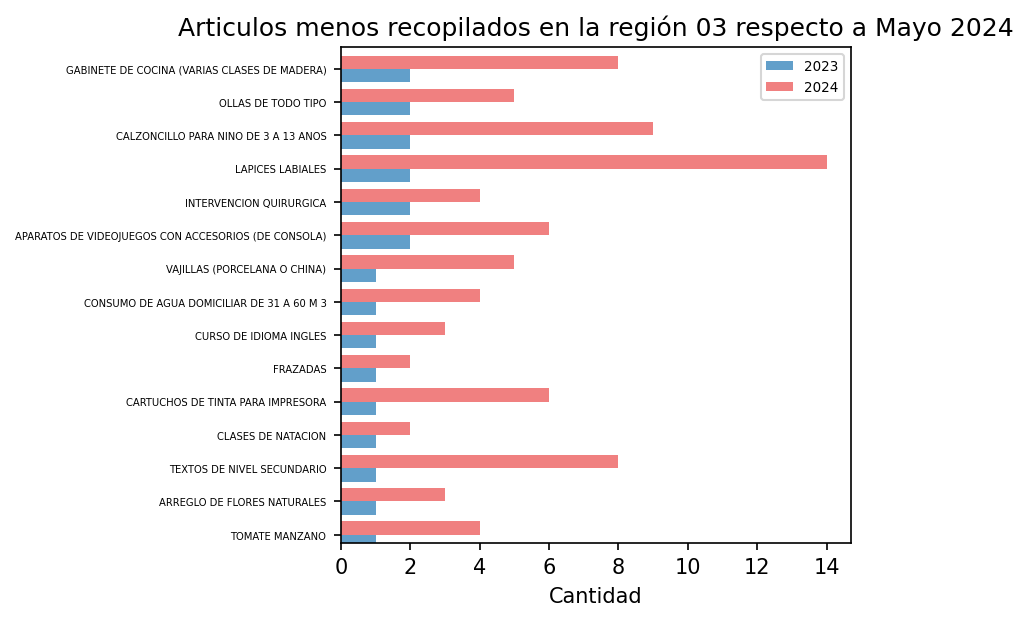 Articulos menos recopilados en la región 03 respecto a Mayo 2024
2023
2024
GABINETE DE COCINA (VARIAS CLASES DE MADERA)
OLLAS DE TODO TIPO
CALZONCILLO PARA NINO DE 3 A 13 ANOS
LAPICES LABIALES
INTERVENCION QUIRURGICA
APARATOS DE VIDEOJUEGOS CON ACCESORIOS (DE CONSOLA)
VAJILLAS (PORCELANA O CHINA)
CONSUMO DE AGUA DOMICILIAR DE 31 A 60 M 3
CURSO DE IDIOMA INGLES
FRAZADAS
CARTUCHOS DE TINTA PARA IMPRESORA
CLASES DE NATACION
TEXTOS DE NIVEL SECUNDARIO
ARREGLO DE FLORES NATURALES
TOMATE MANZANO
0 2 4 6 8 10 12 14
Cantidad